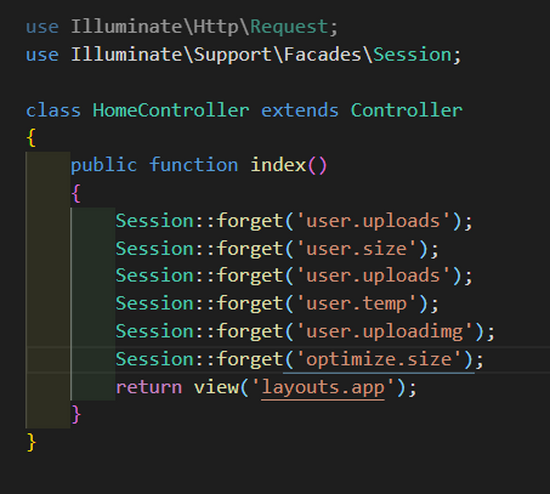 use Illuminate\Http\Request;
use Illuminate\Support\Facades\Session;
class HomeController extends Controller
{
public function index()
{
Session::forget('user.uploads');
Session::forget('user.size');
Session::forget('user.uploads');
Session::forget('user.temp');
Session::forget('user.uploadimg');
Session::forget('optimize.size');
return view('layouts.app');
}
}